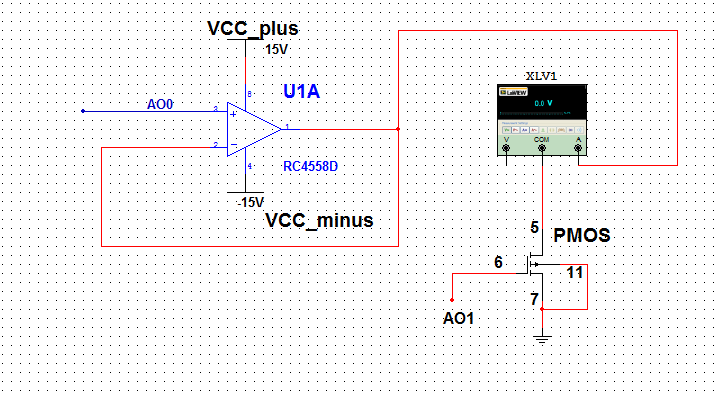 VCC_plus
15V
XLV1
LabVIEW
0.0 V
U1A
8
AO0
3
1
2
V
COM
A
4
RC4558D
-15V
VCC_minus
5
PMOS
6
11
7
AO1